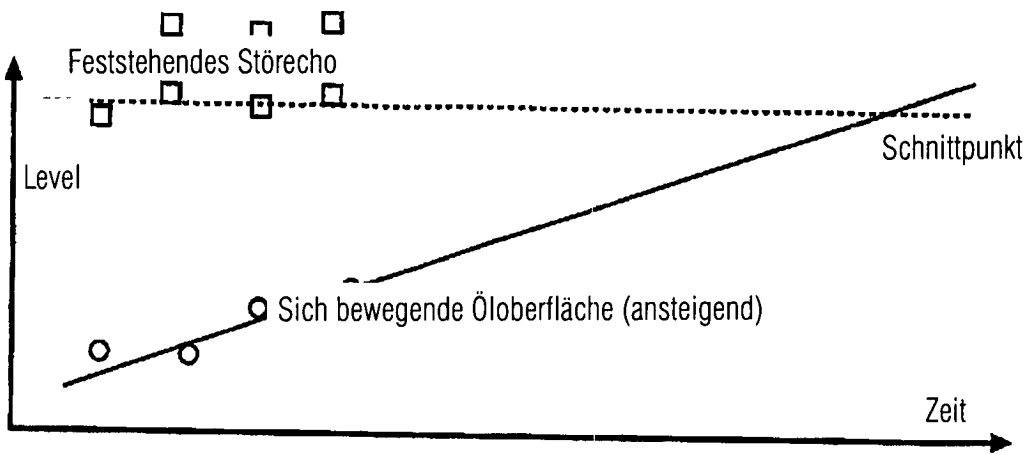 Feststehendes Störecho
Schnittpunkt
Level
Sich bewegende Öloberfläche (ansteigend)
Zeit